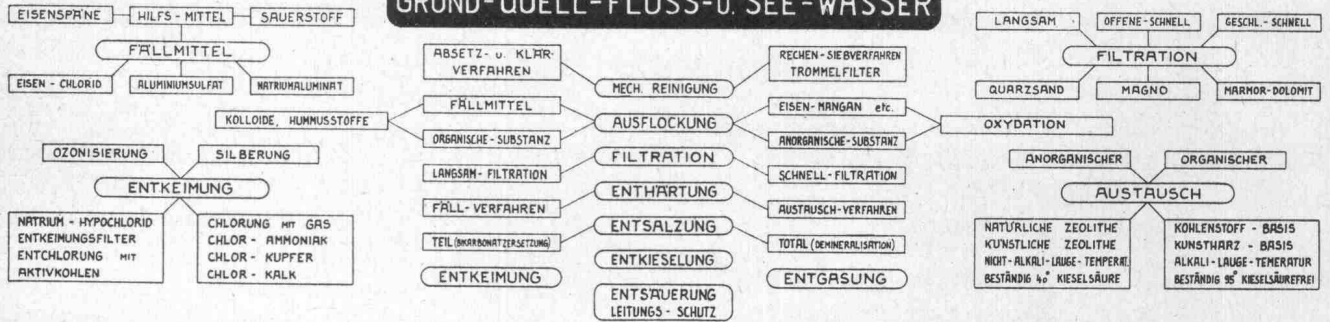 GRUND-QUELL-FLUSS-U. SEE-WASSER
EISENSPÄNE
HILFS-MITTEL
SAUERSTOFF
FÄLLMITTEL
EISEN-CHLORID
ALUMINIUMSULFAT
NATRIUMALUMINAT
KOLLOIDE, HUMMUSSTOFFE
OZONISIERUNG
SILBERUNG
ENTKEIMUNG
NATRIUM-HYPOCHLORID
ENTKEIMUNGSFILTER
ENTCHLORUNG MIT
AKTIVKOHLEN
CHLORUNG MIT GAS
CHLOR-AMMONIAK
CHLOR-KUPFER
CHLOR-KALK
ABSETZ- U. KLÄR-
VERFAHREN
FÄLLMITTEL
ORGANISCHE-SUBSTANZ
LANGSAM-FILTRATION
FÄLL-VERFAHREN
TEIL (BIKARBONATZERSETZUNG)
ENTKEIMUNG
MECH. REINIGUNG
AUSFLOCKUNG
FILTRATION
ENTHÄRTUNG
ENTSALZUNG
ENTKIESELUNG
ENTSÄUERUNG
LEITUNGS-SCHUTZ
RECHEN-SIEBVERFAHREN
TROMMELFILTER
EISEN-MANGAN etc.
ANORGANISCHE-SUBSTANZ
SCHNELL-FILTRATION
AUSTAUSCH-VERFAHREN
TOTAL (DEMINERALISATION)
ENTGASUNG
LANGSAM
OFFENE-SCHNELL
GESCHL.-SCHNELL
FILTRATION
QUARZSAND
MAGNO
MARMOR-DOLOMIT
OXYDATION
ANORGANISCHER
ORGANISCHER
AUSTAUSCH
NATÜRLICHE ZEOLITHE
KÜNSTLICHE ZEOLITHE
NICHT-ALKALI-LAUGE-TEMPERAT.
BESTÄNDIG 40° KIESELSÄURE
KOHLENSTOFF-BASIS
KUNSTHARZ-BASIS
ALKALI-LAUGE-TEMERATUR
BESTÄNDIG 95° KIESELSÄUREFREI